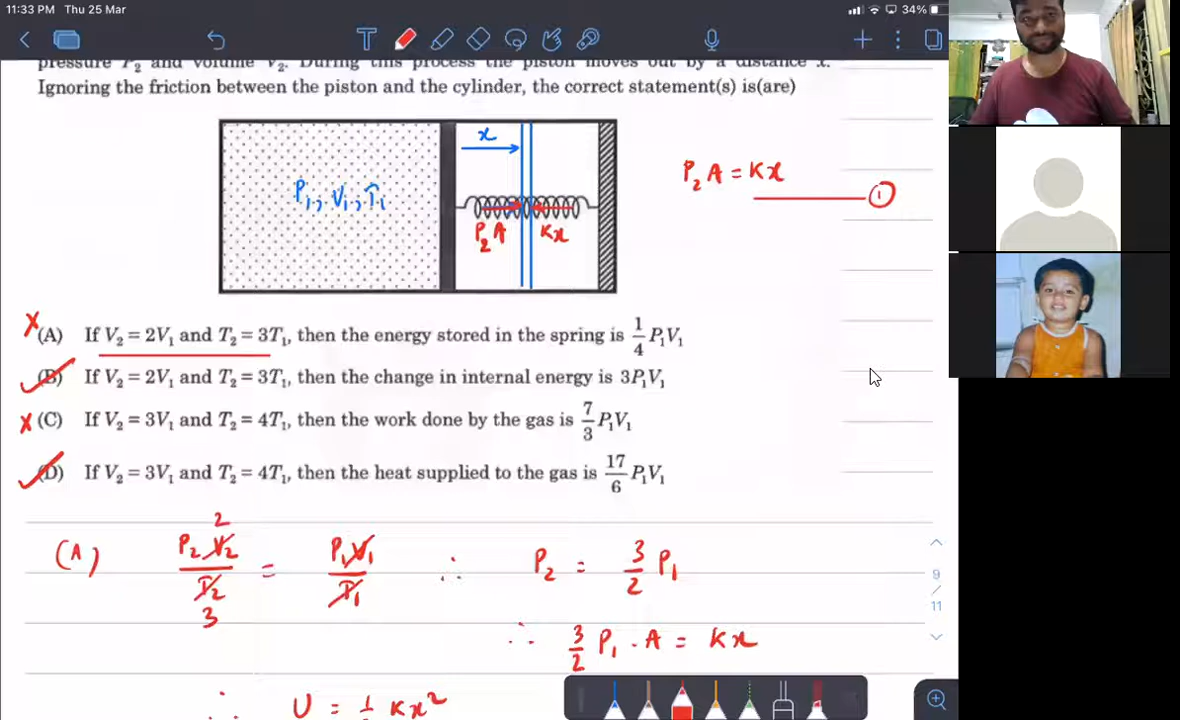 11:33 PM Thu 25 Mar
34%
pressure P₂ and volume V₂. During this process the piston moves out by a distance x.
Ignoring the friction between the piston and the cylinder, the correct statement(s) is(are)
x
P₁, V₁, T₁
P₂A
Kx
P₂ A = Kx
①
(A) If V₂ = 2V₁ and T₂ = 3T₁, then the energy stored in the spring is 1/4 P₁V₁
(B) If V₂ = 2V₁ and T₂ = 3T₁, then the change in internal energy is 3P₁V₁
(C) If V₂ = 3V₁ and T₂ = 4T₁, then the work done by the gas is 7/3 P₁V₁
(D) If V₂ = 3V₁ and T₂ = 4T₁, then the heat supplied to the gas is 17/6 P₁V₁
(A) P₂V₂ 2 / T₂ 3 = P₁V₁ / T₁ ∴ P₂ = 3/2 P₁
∴ 3/2 P₁ . A = Kx
∴ U = 1/ Kx²
9
/
11